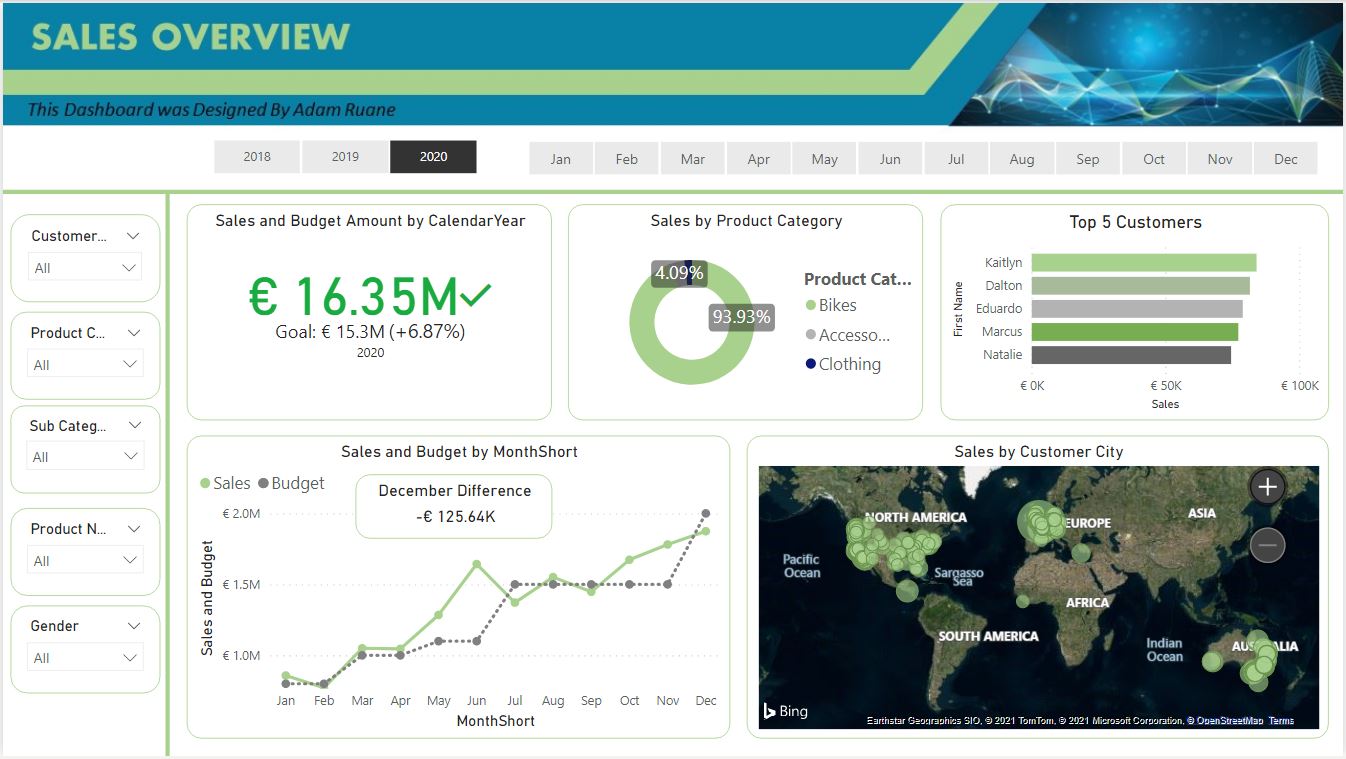 SALES OVERVIEW
This Dashboard was Designed By Adam Ruane
2018 2019 2020 Jan Feb Mar Apr May Jun Jul Aug Sep Oct Nov Dec
Customer...
All
Product C...
All
Sub Categ...
All
Product N...
All
Gender
All
Sales and Budget Amount by CalendarYear
€ 16.35M
Goal: € 15.3M (+6.87%)
2020
Sales by Product Category
4.09%
93.93%
Product Cat...
Bikes
Accesso...
Clothing
Top 5 Customers
First Name
Kaitlyn
Dalton
Eduardo
Marcus
Natalie
€ 0K € 50K € 100K
Sales
Sales and Budget by MonthShort
Sales Budget
December Difference
-€ 125.64K
Sales and Budget
€ 2.0M
€ 1.5M
€ 1.0M
Jan Feb Mar Apr May Jun Jul Aug Sep Oct Nov Dec
MonthShort
Sales by Customer City
NORTH AMERICA
EUROPE
ASIA
Pacific
Ocean
Sargasso
Sea
AFRICA
SOUTH AMERICA
Indian
Ocean
Bing
Earthstar Geographics SIO, © 2021 TomTom, © 2021 Microsoft Corporation, © OpenStreetMap Terms